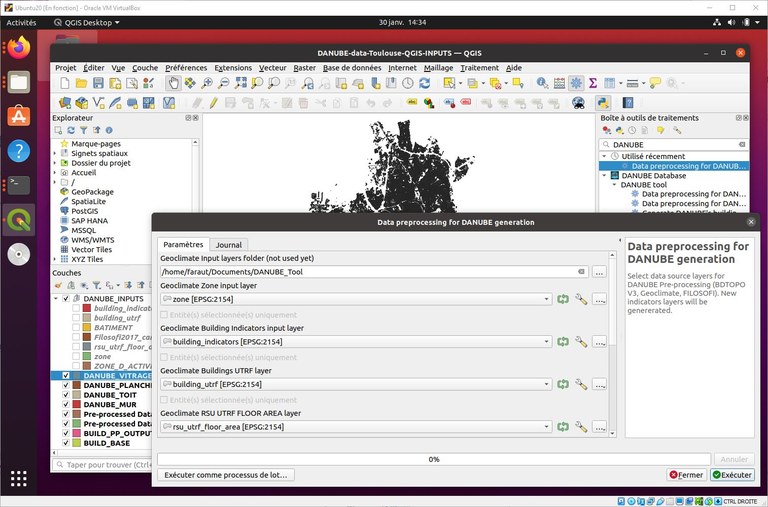 Ubuntu20 [En fonction] - Oracle VM VirtualBox
Activités
QGIS Desktop
30 janv. 14:34
DANUBE-data-Toulouse-QGIS-INPUTS — QGIS
Projet Éditer Vue Couche Préférences Extensions Vecteur Raster Base de données Internet Maillage Traitement Aide
Explorateur
Marque-pages
Signets spatiaux
Dossier du projet
Accueil
/
GeoPackage
SpatiaLite
PostGIS
SAP HANA
MSSQL
WMS/WMTS
Vector Tiles
XYZ Tiles
Couches
DANUBE_INPUTS
building_indicat
building_utrf
BATIMENT
Filosofi2017_car
rsu_utrf_floor_a
zone
ZONE_D_ACTIV
DANUBE_VITRAGE
DANUBE_PLANCHE
DANUBE_TOIT
DANUBE_MUR
Pre-processed Data
Pre-processed Data
BUILD_PP_OUTPUT
BUILD_BASE
Taper pour trouver (Ctrl+
Boîte à outils de traitements
DANUBE
Utilisé récemment
Data preprocessing for DANUB...
DANUBE Database
DANUBE tool
Data preprocessing for DAN...
Data preprocessing for DAN...
Data preprocessing for DANUBE generation
Paramètres
Journal
Geoclimate Input layers folder (not used yet)
/home/faraut/Documents/DANUBE_Tool
Geoclimate Zone input layer
zone [EPSG:2154]
Entité(s) sélectionnée(s) uniquement
Geoclimate Building Indicators input layer
building_indicators [EPSG:2154]
Entité(s) sélectionnée(s) uniquement
Geoclimate Buildings UTRF layer
building_utrf [EPSG:2154]
Entité(s) sélectionnée(s) uniquement
Geoclimate RSU UTRF FLOOR AREA layer
rsu_utrf_floor_area [EPSG:2154]
Data preprocessing for
DANUBE generation
Select data source layers for
DANUBE Pre-processing (BDTOPO
V3, Geoclimate, FILOSOFI). New
indicators layers will be
genererated.
0%
Annuler
Exécuter comme processus de lot...
Fermer
Exécuter
CTRL DROITE